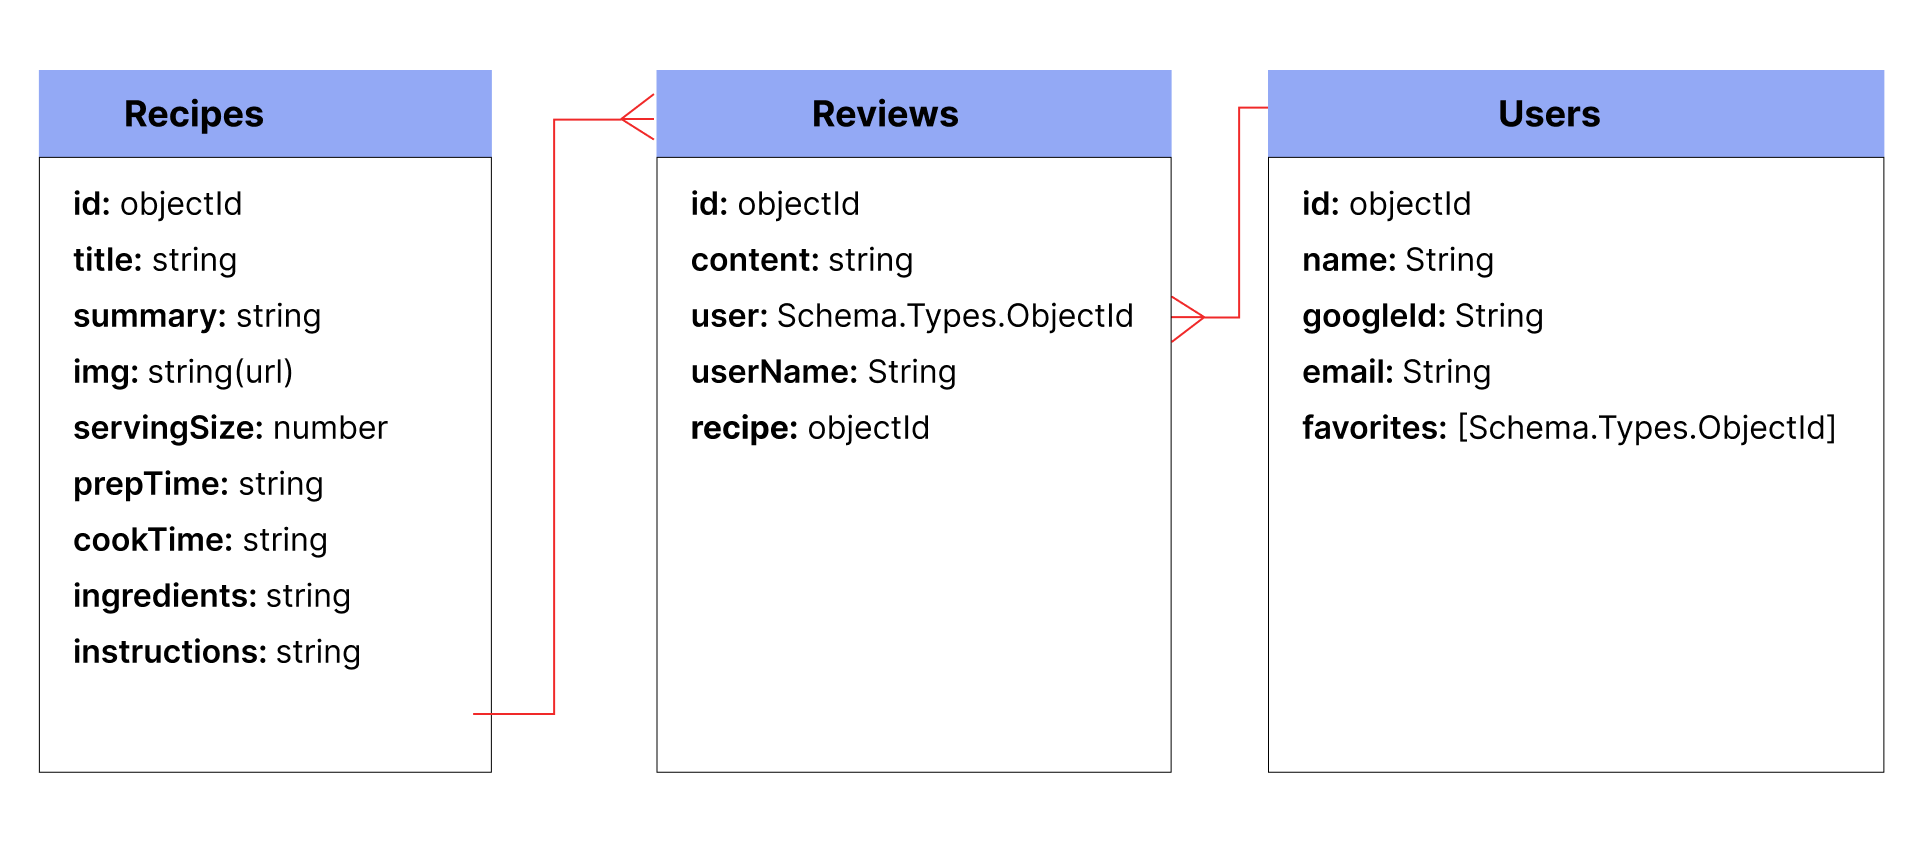 Recipes
id: objectId
title: string
summary: string
img: string(url)
servingSize: number
prepTime: string
cookTime: string
ingredients: string
instructions: string
Reviews
id: objectId
content: string
user: Schema.Types.ObjectId
userName: String
recipe: objectId
Users
id: objectId
name: String
googleId: String
email: String
favorites: [Schema.Types.ObjectId]